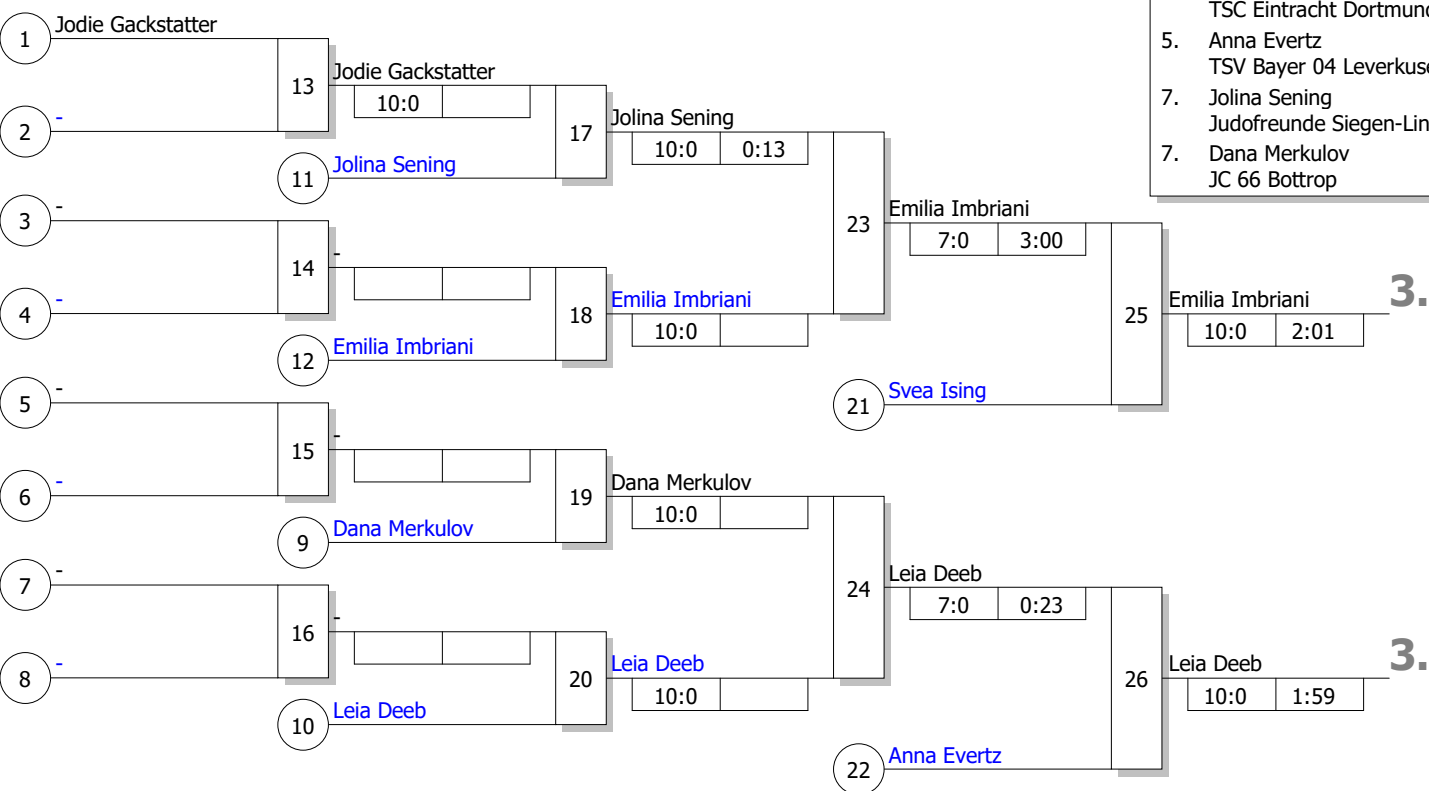 TSC Eintracht Dortmund
5. Anna Evertz
TSV Bayer 04
7. Jolina Sening
Judofreunde
7. Dana Merkulov
JC 66 Bottrop
1 Jodie Gackstatter
13 Jodie Gackstatter
10:0
2 -
17 Jolina Sening
10:0 0:13
11 Jolina Sening
3 -
23 Emilia Imbriani
7:0 3:00
14 -
4 -
18 Emilia Imbriani
10:0
12 Emilia Imbriani
25 Emilia Imbriani 3.
10:0 2:01
5 -
21 Svea Ising
15 -
6 -
19 Dana Merkulov
10:0
9 Dana Merkulov
7 -
24 Leia Deeb
7:0 0:23
16 -
8 -
20 Leia Deeb
10:0
10 Leia Deeb
26 Leia Deeb 3.
10:0 1:59
22 Anna Evertz